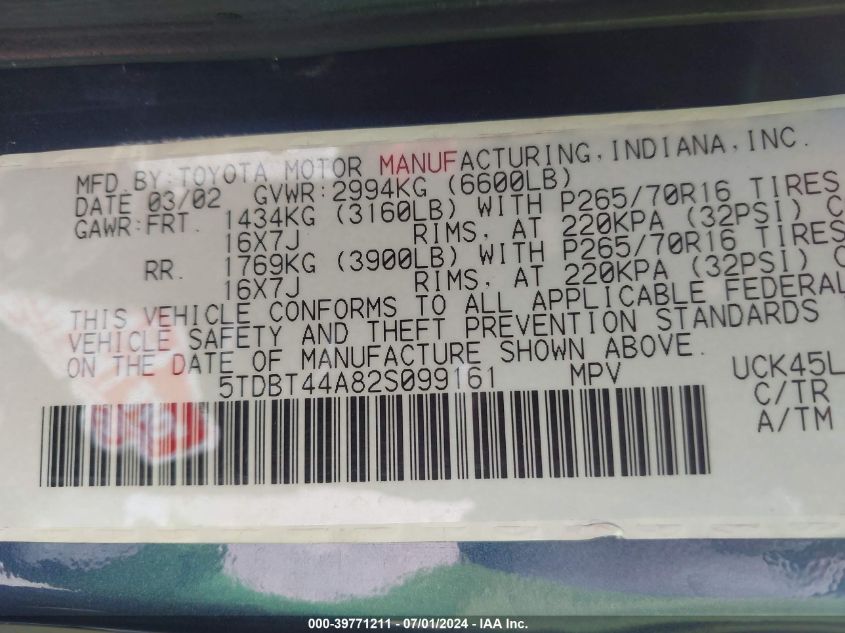 MFD.BY:TOYOTA MOTOR MANUFACTURING, INDIANA, INC.
DATE 03/02 GVWR:2994KG (6600LB)
GAWR:FRT. 1434KG (3160LB) WITH P265/70R16 TIRES
16X7J RIMS, AT 220KPA (32PSI) C
RR. 1769KG (3900LB) WITH P265/70R16 TIRES
16X7J RIMS, AT 220KPA (32PSI) C
THIS VEHICLE CONFORMS TO ALL APPLICABLE FEDERAL
VEHICLE SAFETY AND THEFT PREVENTION STANDARDS
ON THE DATE OF MANUFACTURE SHOWN ABOVE.
5TDBT44A82S099161 MPV UCK45L
C/TR
A/TM
000-39771211 - 07/01/2024 - IAA Inc.